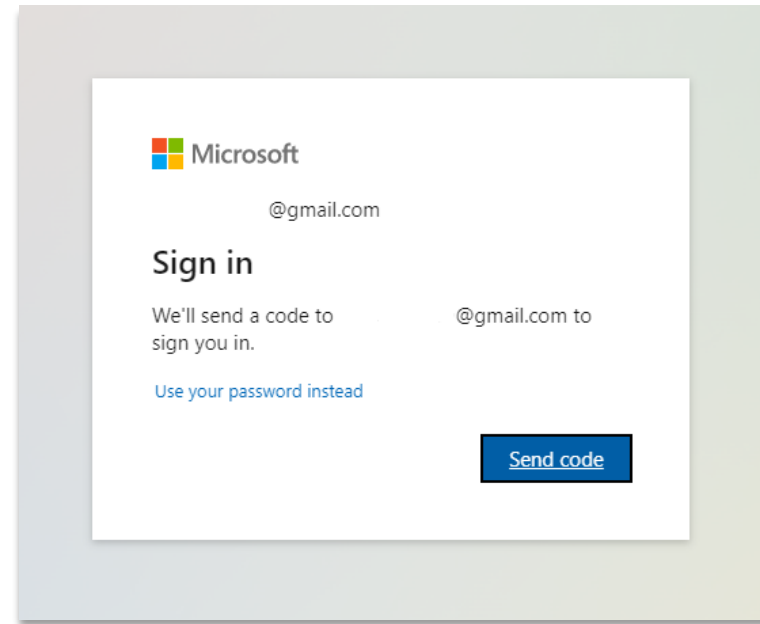 Microsoft
@gmail.com
Sign in
We'll send a code to @gmail.com to
sign you in.
Use your password instead
Send code